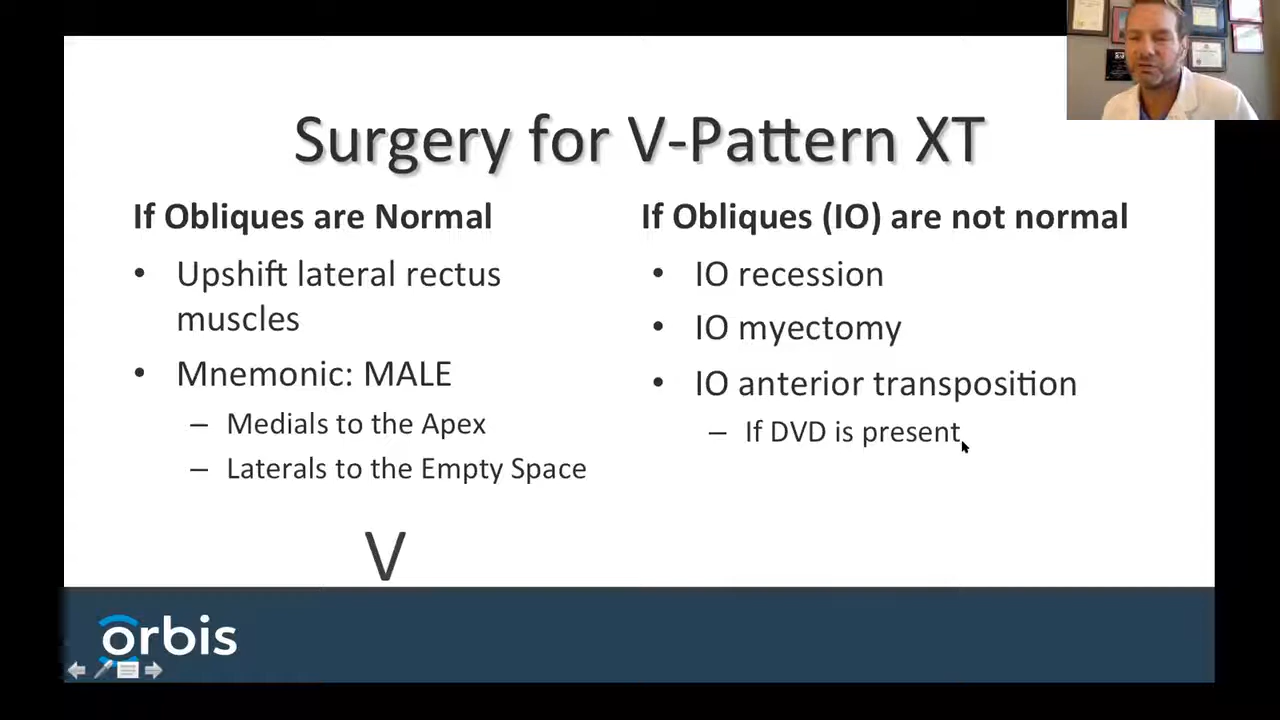 Surgery for V-Pattern XT
If Obliques are Normal
• Upshift lateral rectus
muscles
• Mnemonic: MALE
– Medials to the Apex
– Laterals to the Empty Space
V
If Obliques (IO) are not normal
• IO recession
• IO myectomy
• IO anterior transposition
– If DVD is present
orbis